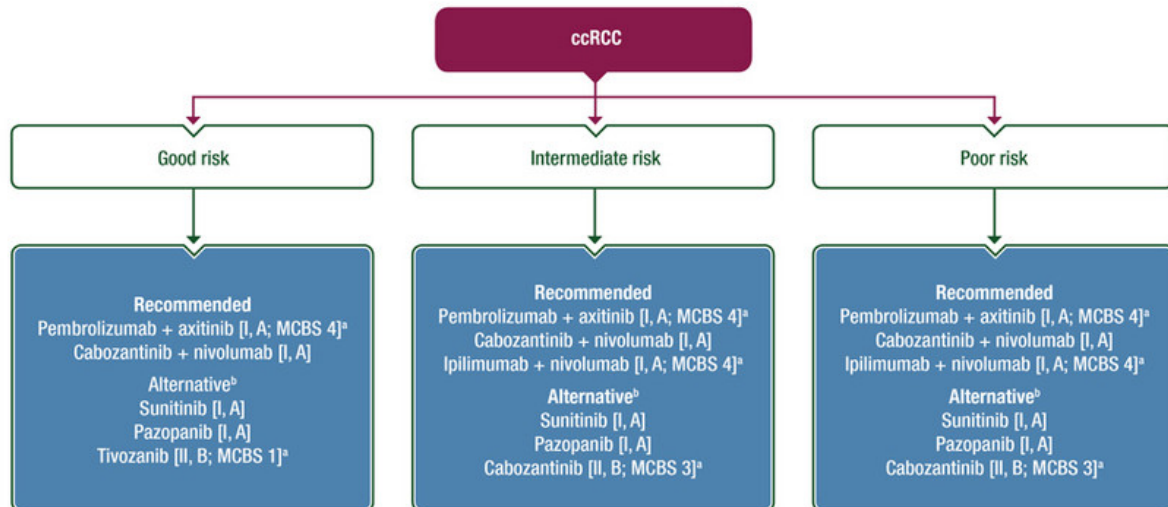 ccRCC
Good risk
Intermediate risk
Poor risk
Recommended
Pembrolizumab + axitinib [I, A; MCBS 4]ª
Cabozantinib + nivolumab [I, A]
Alternativeᵇ
Sunitinib [I, A]
Pazopanib [I, A]
Tivozanib [II, B; MCBS 1]ª
Recommended
Pembrolizumab + axitinib [I, A; MCBS 4]ª
Cabozantinib + nivolumab [I, A]
Ipilimumab + nivolumab [I, A; MCBS 4]ª
Alternativeᵇ
Sunitinib [I, A]
Pazopanib [I, A]
Cabozantinib [II, B; MCBS 3]ª
Recommended
Pembrolizumab + axitinib [I, A; MCBS 4]ª
Cabozantinib + nivolumab [I, A]
Ipilimumab + nivolumab [I, A; MCBS 4]ª
Alternativeᵇ
Sunitinib [I, A]
Pazopanib [I, A]
Cabozantinib [II, B; MCBS 3]ª